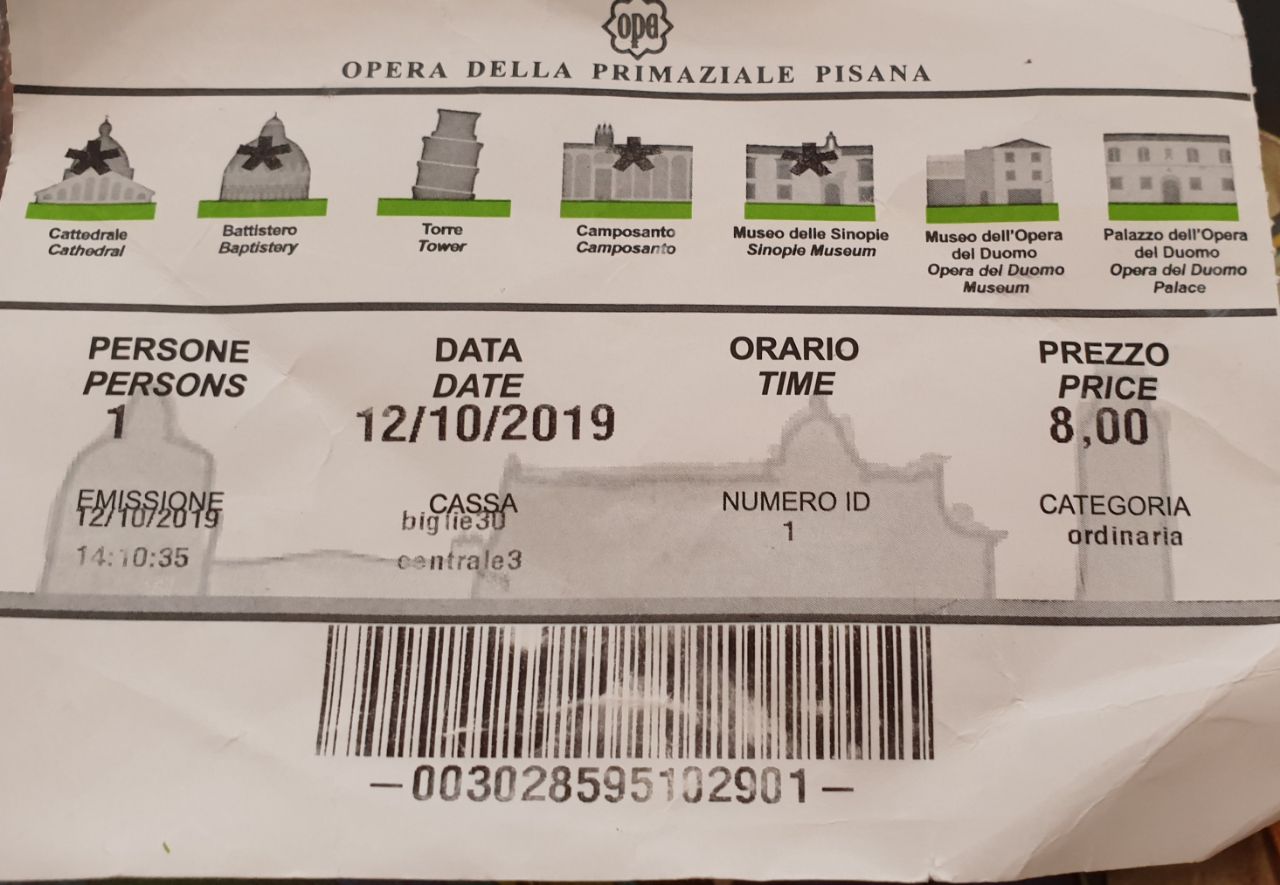 opa
OPERA DELLA PRIMAZIALE PISANA
Cattedrale
Cathedral
Battistero
Baptistery
Torre
Tower
Camposanto
Camposanto
Museo delle Sinopie
Sinopie Museum
Museo dell'Opera
del Duomo
Opera del Duomo
Museum
Palazzo dell'Opera
del Duomo
Opera del Duomo
Palace
PERSONE
PERSONS
1
DATA
DATE
12/10/2019
ORARIO
TIME
PREZZO
PRICE
8,00
EMISSIONE
12/10/2019
14:10:35
CASSA
biglie30
centrale3
NUMERO ID
1
CATEGORIA
ordinaria
–003028595102901–